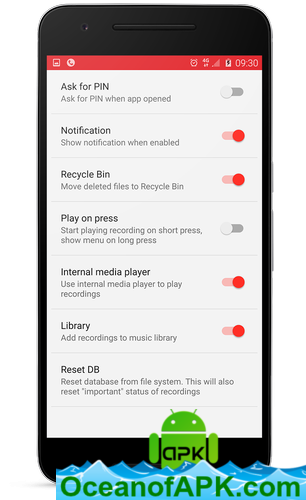 09:30
Ask for PIN
Ask for PIN when app opened
Notification
Show notification when enabled
Recycle Bin
Move deleted files to Recycle Bin
Play on press
Start playing recording on short press,
show menu on long press
Internal media player
Use internal media player to play
recordings
Library
Add recordings to music library
Reset DB
Reset database from file system. This will also
reset "important" status of recordings
apk
OceanofAPK.com